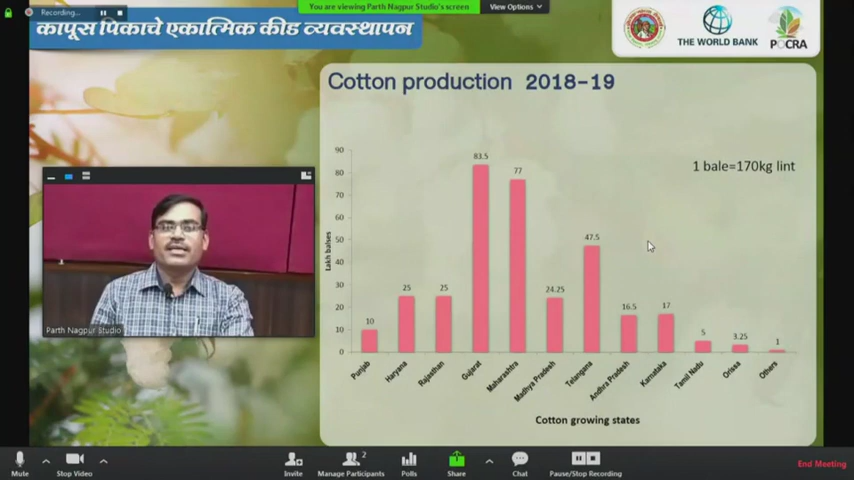 Recording...
You are viewing Parth Nagpur Studio's screen
View Options
कापूस पिकाचे एकात्मिक कीड व्यवस्थापन
THE WORLD BANK
POCRA
Cotton production 2018-19
1 bale=170kg lint
Lakh balses
90
80
70
60
50
40
30
20
10
0
10
25
25
83.5
77
24.25
47.5
16.5
17
5
3.25
1
Punjab
Haryana
Rajasthan
Gujarat
Maharashtra
Madhya Pradesh
Telangana
Andhra Pradesh
Karnataka
Tamil Nadu
Orissa
Others
Cotton growing states
Parth Nagpur Studio
Mute
Stop Video
Invite
2
Manage Participants
Polls
Share
Chat
Pause/Stop Recording
End Meeting